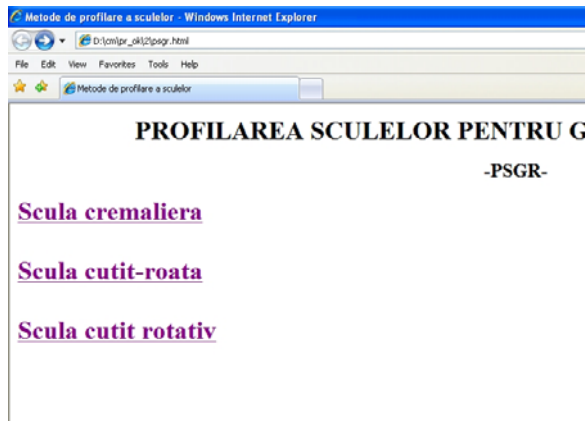 Metode de profilare a sculelor - Windows Internet Explorer
D:\cm\pr_ok\2\psgr.html
File Edit View Favorites Tools Help
Metode de profilare a sculelor
PROFILAREA SCULELOR PENTRU G
-PSGR-
Scula cremaliera
Scula cutit-roata
Scula cutit rotativ